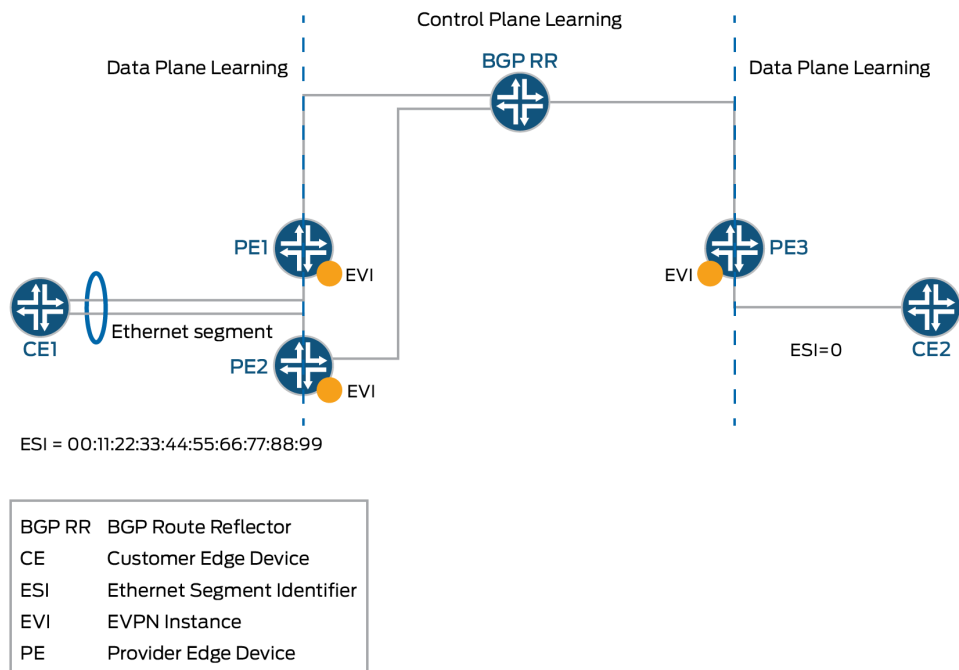 Control Plane Learning
Data Plane Learning
BGP RR
Data Plane Learning
PE1
EVI
PE3
EVI
Ethernet segment
CE1
PE2
EVI
ESI=0
CE2
ESI = 00:11:22:33:44:55:66:77:88:99
BGP RR BGP Route Reflector
CE Customer Edge Device
ESI Ethernet Segment Identifier
EVI EVPN Instance
PE Provider Edge Device